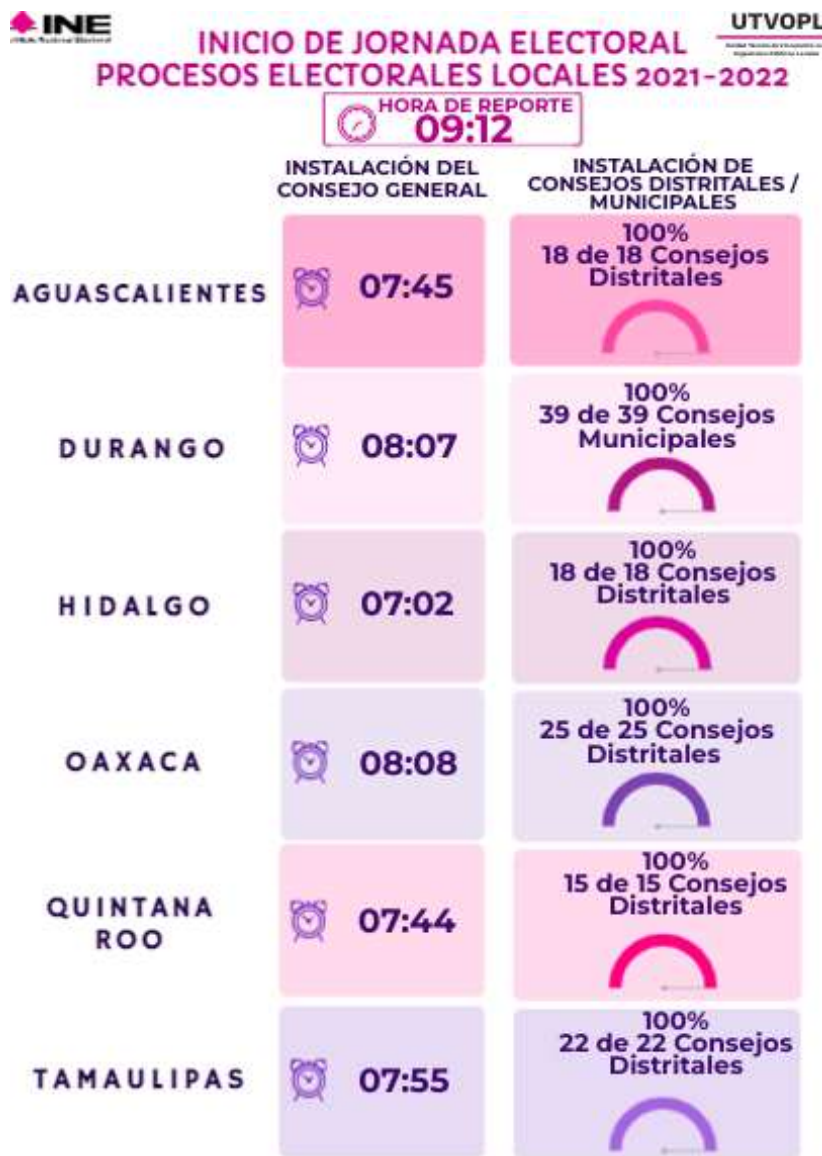 INE
UTVOPL
INICIO DE JORNADA ELECTORAL
PROCESOS ELECTORALES LOCALES 2021-2022
HORA DE REPORTE
09:12
INSTALACIÓN DEL
CONSEJO GENERAL
INSTALACIÓN DE
CONSEJOS DISTRITALES /
MUNICIPALES
AGUASCALIENTES
07:45
100%
18 de 18 Consejos
Distritales
DURANGO
08:07
100%
39 de 39 Consejos
Municipales
HIDALGO
07:02
100%
18 de 18 Consejos
Distritales
OAXACA
08:08
100%
25 de 25 Consejos
Distritales
QUINTANA
ROO
07:44
100%
15 de 15 Consejos
Distritales
TAMAULIPAS
07:55
100%
22 de 22 Consejos
Distritales